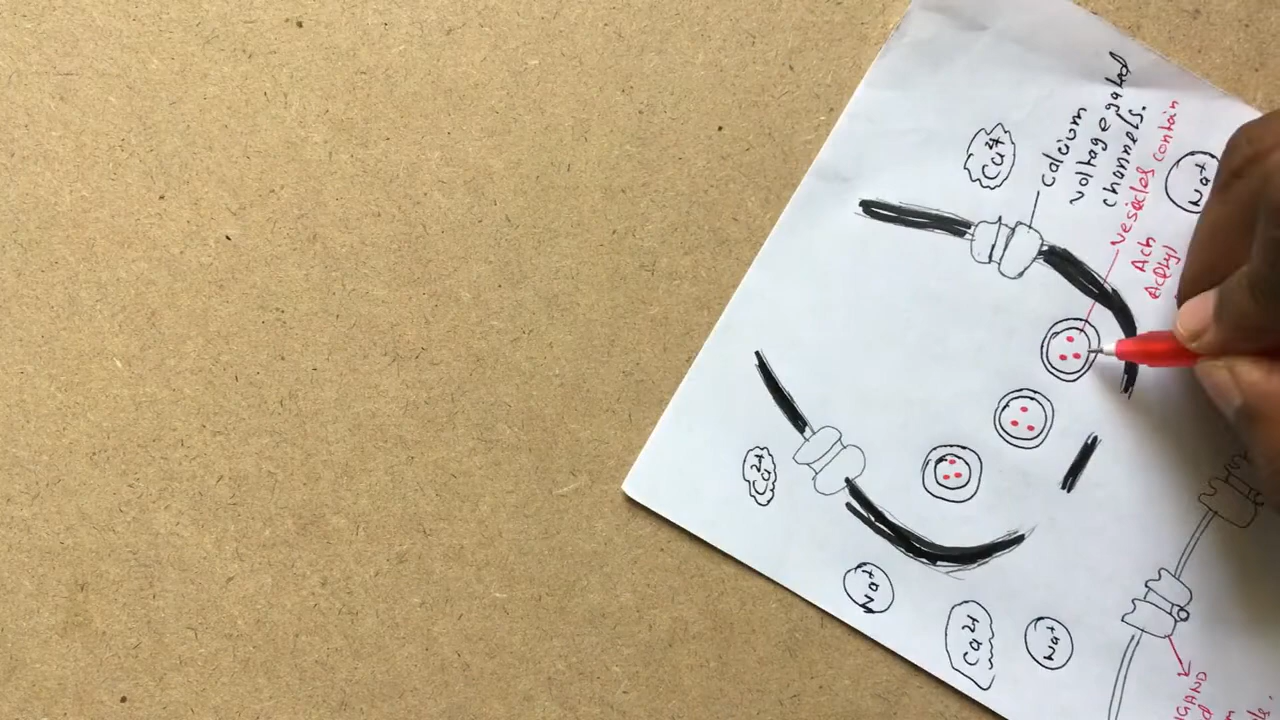 Ca²⁺
calcium
voltage gated
channels.
Na⁺
vesicles contain
Ach
Ca²⁺
Na⁺
Ca²⁺
Na⁺